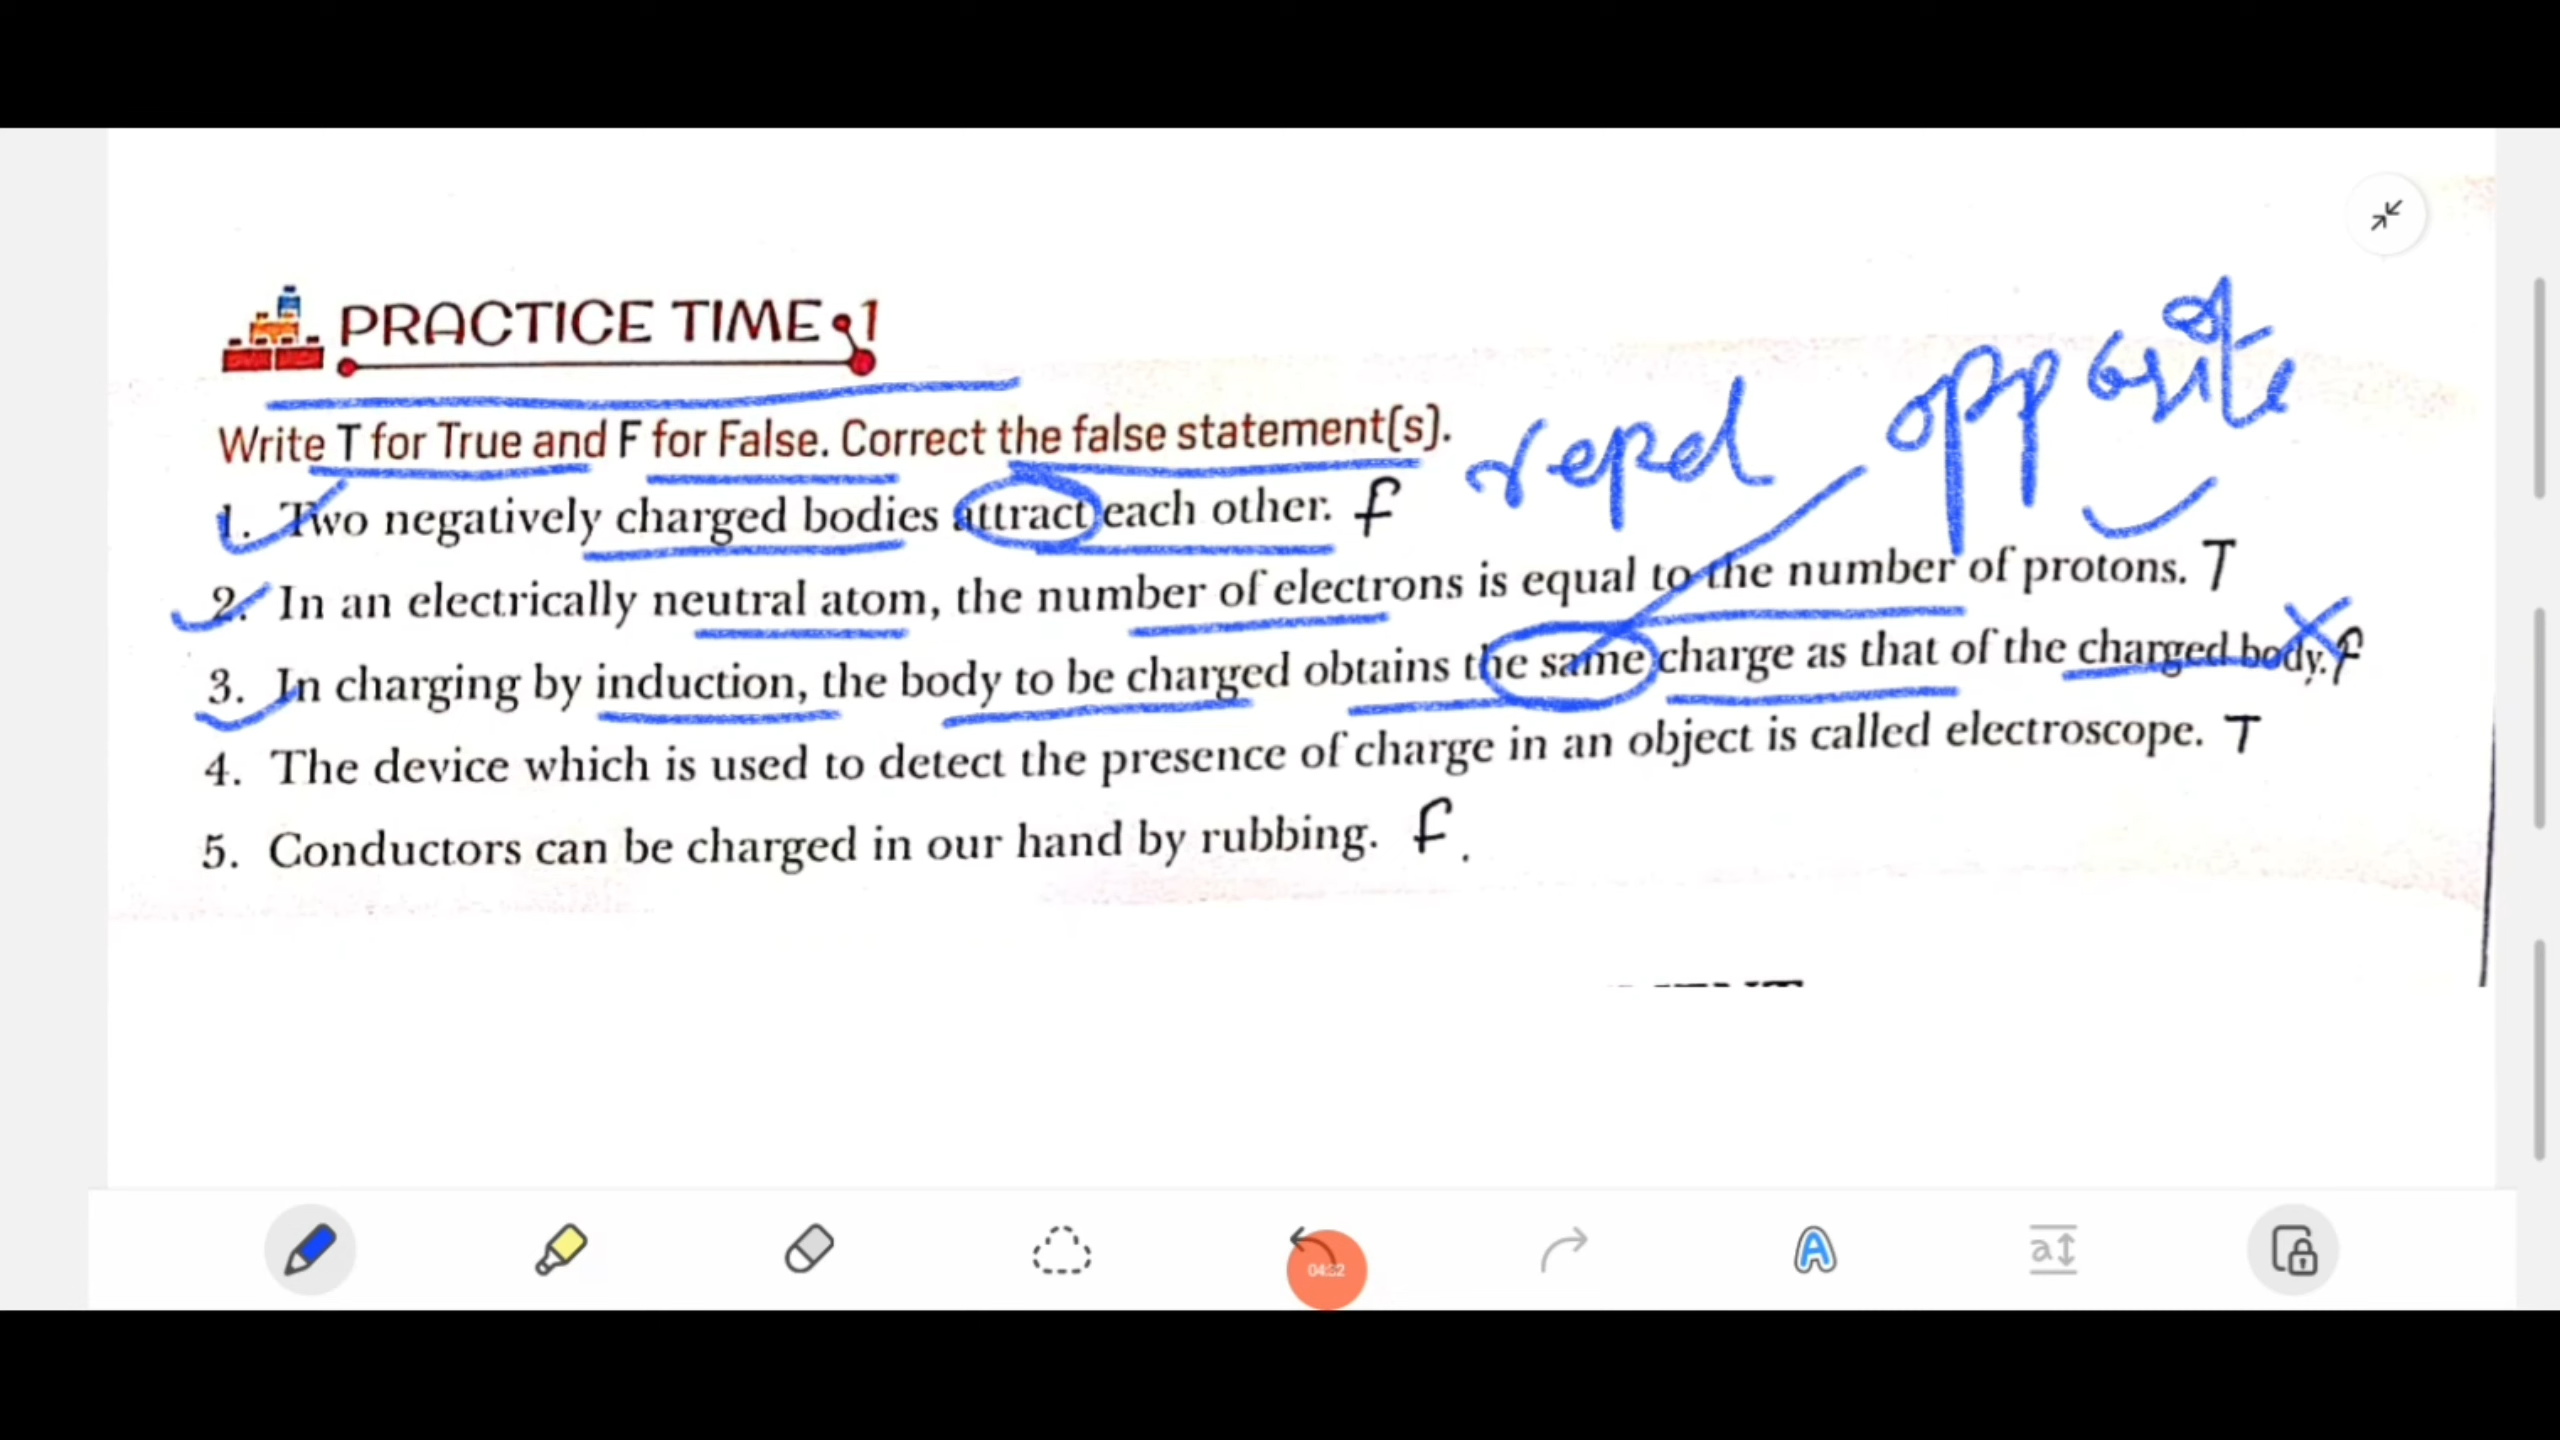 PRACTICE TIME 1
opposite
repel
Write T for True and F for False. Correct the false statement(s).
1. Two negatively charged bodies attract each other. F
2. In an electrically neutral atom, the number of electrons is equal to the number of protons. T
3. In charging by induction, the body to be charged obtains the same charge as that of the charged body. F
4. The device which is used to detect the presence of charge in an object is called electroscope. T
5. Conductors can be charged in our hand by rubbing. F.
04:32
A
a